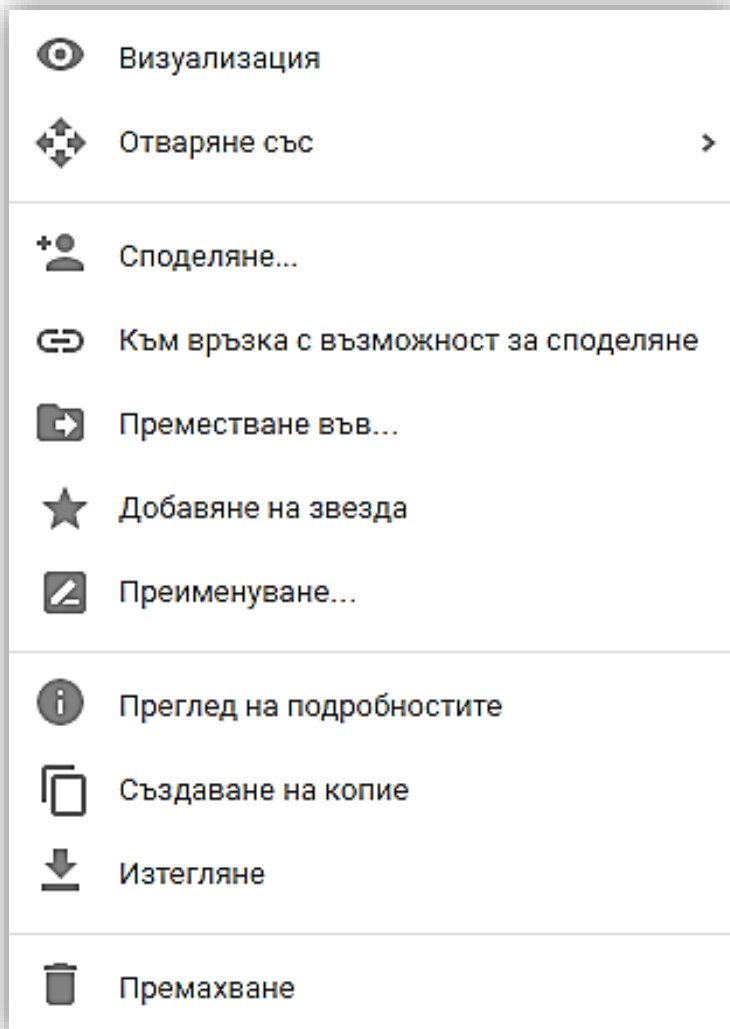 Визуализация
Отваряне със
Споделяне...
Към връзка с възможност за споделяне
Преместване във...
Добавяне на звезда
Преименуване...
Преглед на подробностите
Създаване на копие
Изтегляне
Премахване